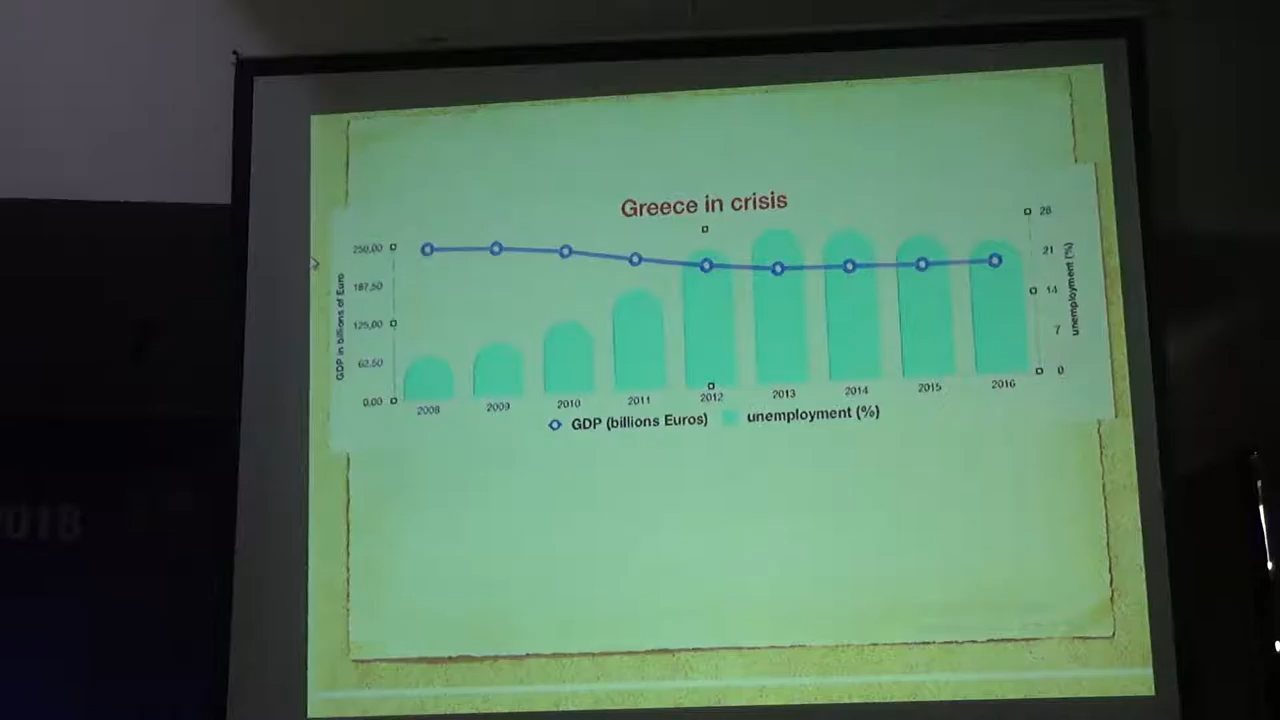 Greece in crisis
250,00
187,50
125,00
62,50
0,00
GDP in billions of Euro
28
21
14
7
0
unemployment (%)
2008 2009 2010 2011 2012 2013 2014 2015 2016
GDP (billions Euros) unemployment (%)
2018